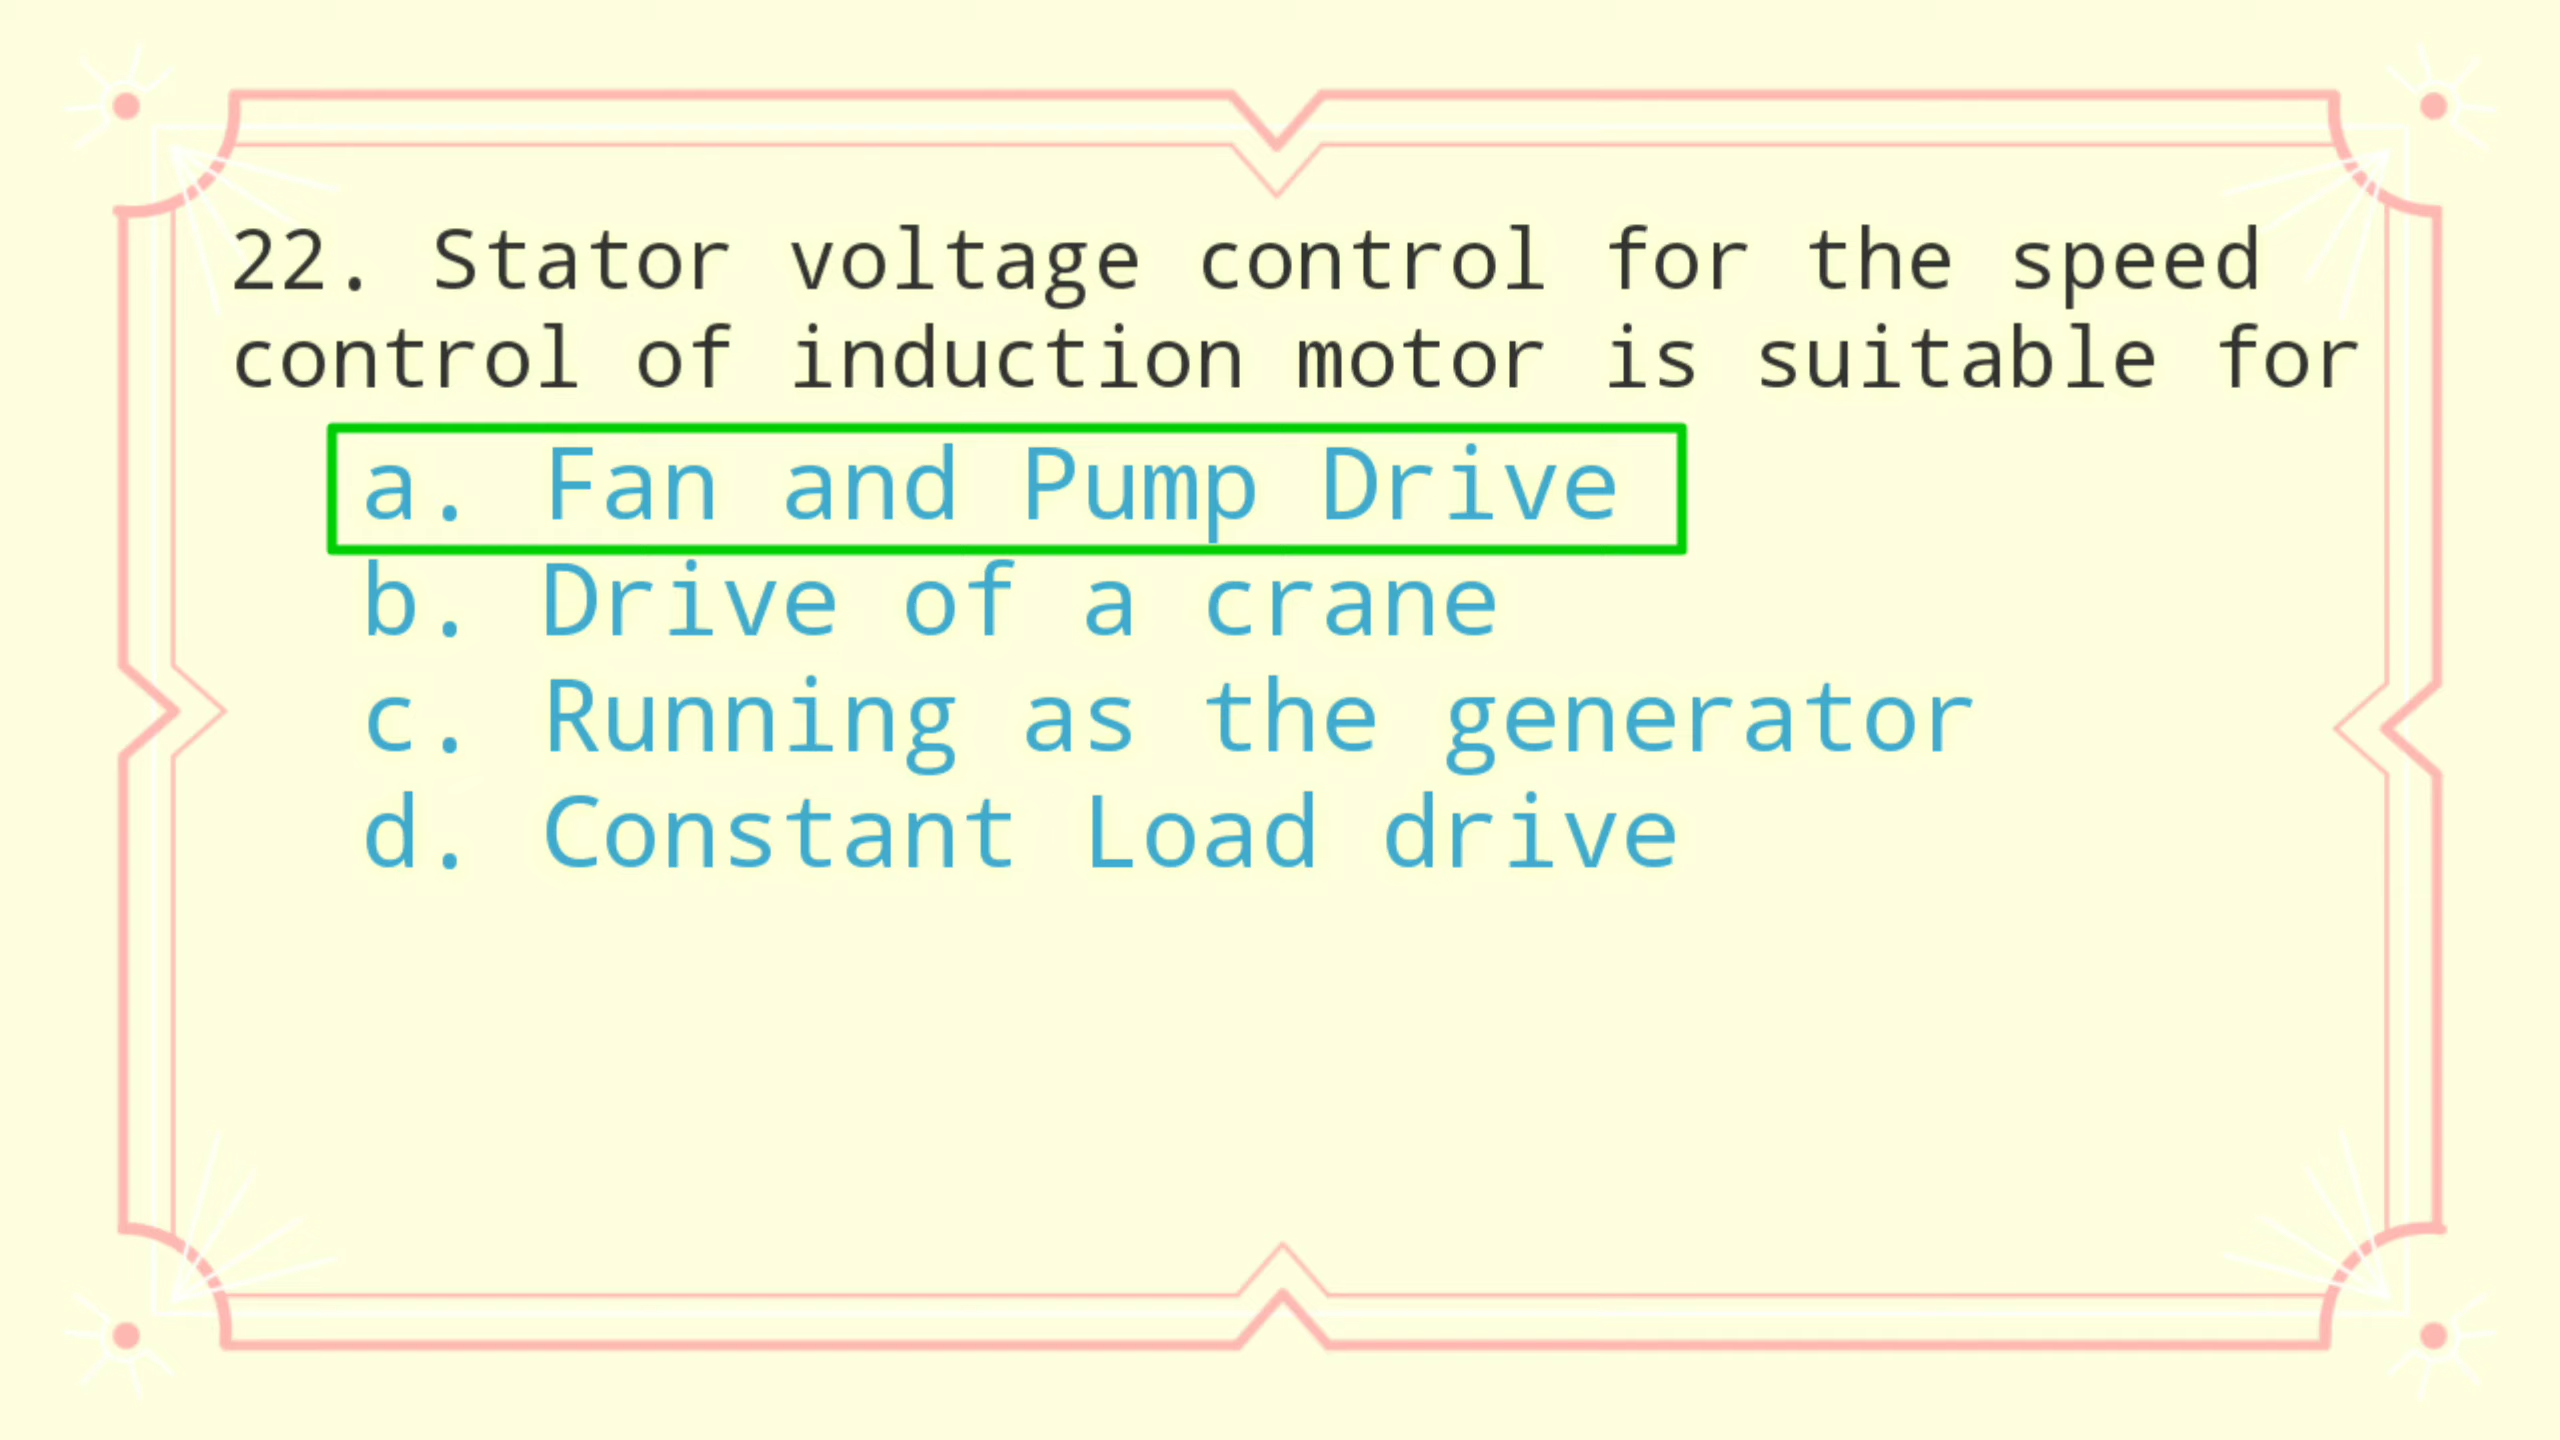 22. Stator voltage control for the speed
control of induction motor is suitable for
a. Fan and Pump Drive
b. Drive of a crane
c. Running as the generator
d. Constant Load drive